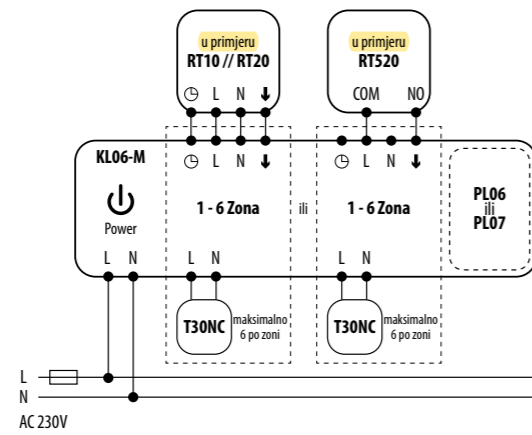 u primjeru
RT10 // RT20
L N
u primjeru
RT520
COM NO
KL06-M
Power
L N
L N
1 - 6 Zona
L N
ili
L N
1 - 6 Zona
L N
PL06
ili
PL07
T30NC
maksimalno
6 po zoni
T30NC
maksimalno
6 po zoni
L
N
AC 230V